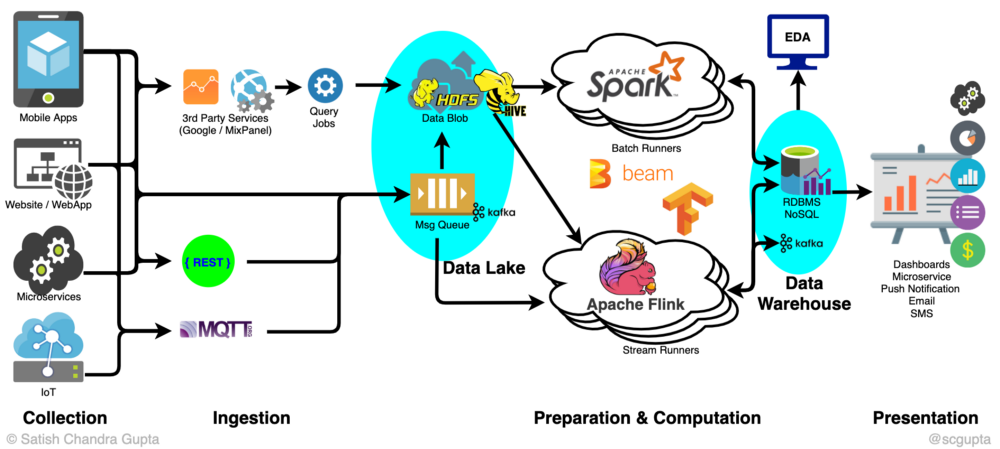 Mobile Apps
Website / WebApp
Microservices
IoT
3rd Party Services
(Google / MixPanel)
Query
Jobs
{ REST }
MQTT
.ORG
HDFS
HIVE
Data Blob
Msg Queue
kafka
Data Lake
APACHE
Spark
Batch Runners
beam
Apache Flink
Stream Runners
EDA
RDBMS
NoSQL
kafka
Data
Warehouse
$
Dashboards
Microservice
Push Notification
Email
SMS
Collection
Ingestion
Preparation & Computation
Presentation
© Satish Chandra Gupta
@scgupta